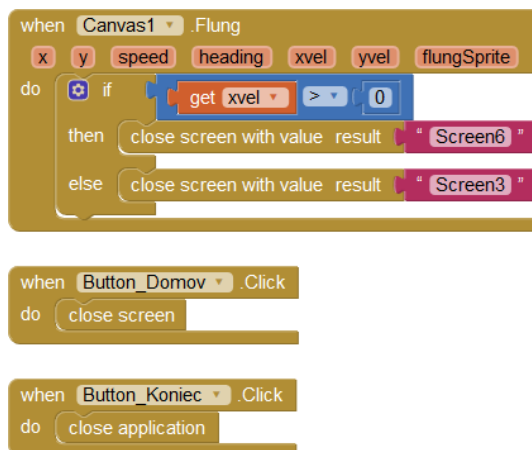 when Canvas1 .Flung
x y speed heading xvel yvel flungSprite
do if get xvel > 0
then close screen with value result " Screen6 "
else close screen with value result " Screen3 "
when Button_Domov .Click
do close screen
when Button_Koniec .Click
do close application